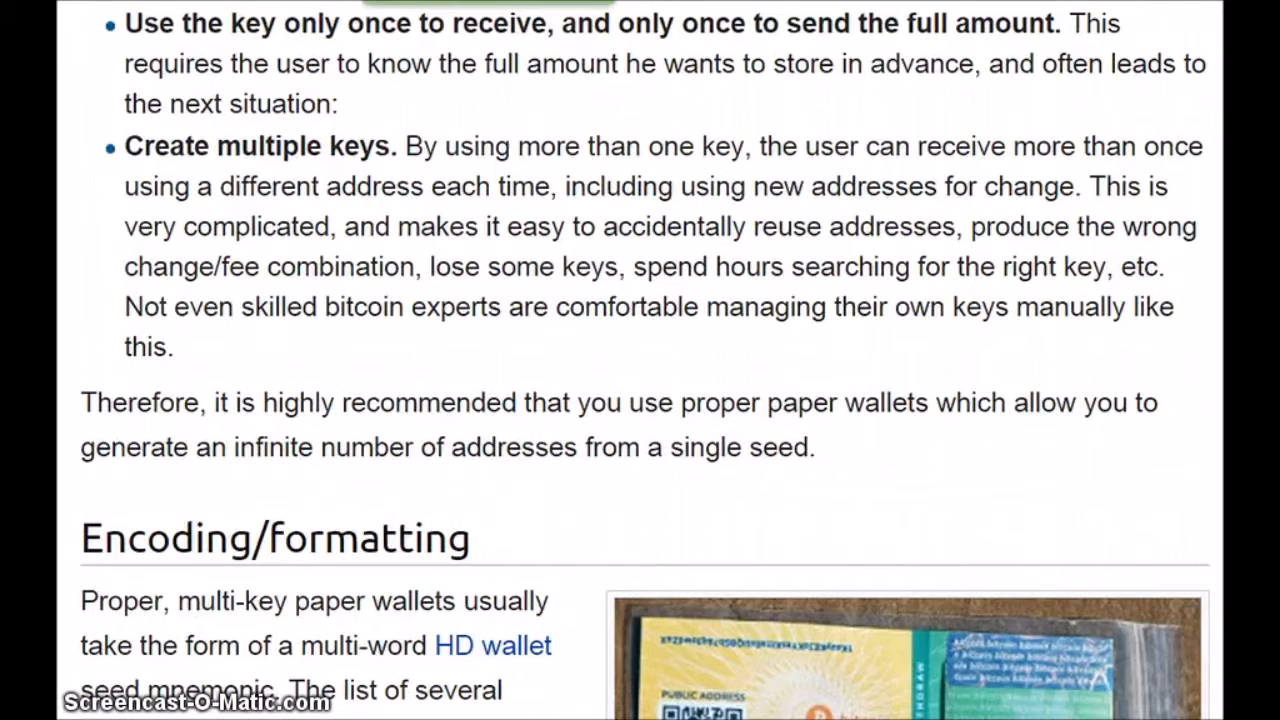 Use the key only once to receive, and only once to send the full amount. This
requires the user to know the full amount he wants to store in advance, and often leads to
the next situation:
Create multiple keys. By using more than one key, the user can receive more than once
using a different address each time, including using new addresses for change. This is
very complicated, and makes it easy to accidentally reuse addresses, produce the wrong
change/fee combination, lose some keys, spend hours searching for the right key, etc.
Not even skilled bitcoin experts are comfortable managing their own keys manually like
this.
Therefore, it is highly recommended that you use proper paper wallets which allow you to
generate an infinite number of addresses from a single seed.
Encoding/formatting
Proper, multi-key paper wallets usually
take the form of a multi-word HD wallet
seed mnemonic. The list of several
PUBLIC ADDRESS
Screencast-O-Matic.com